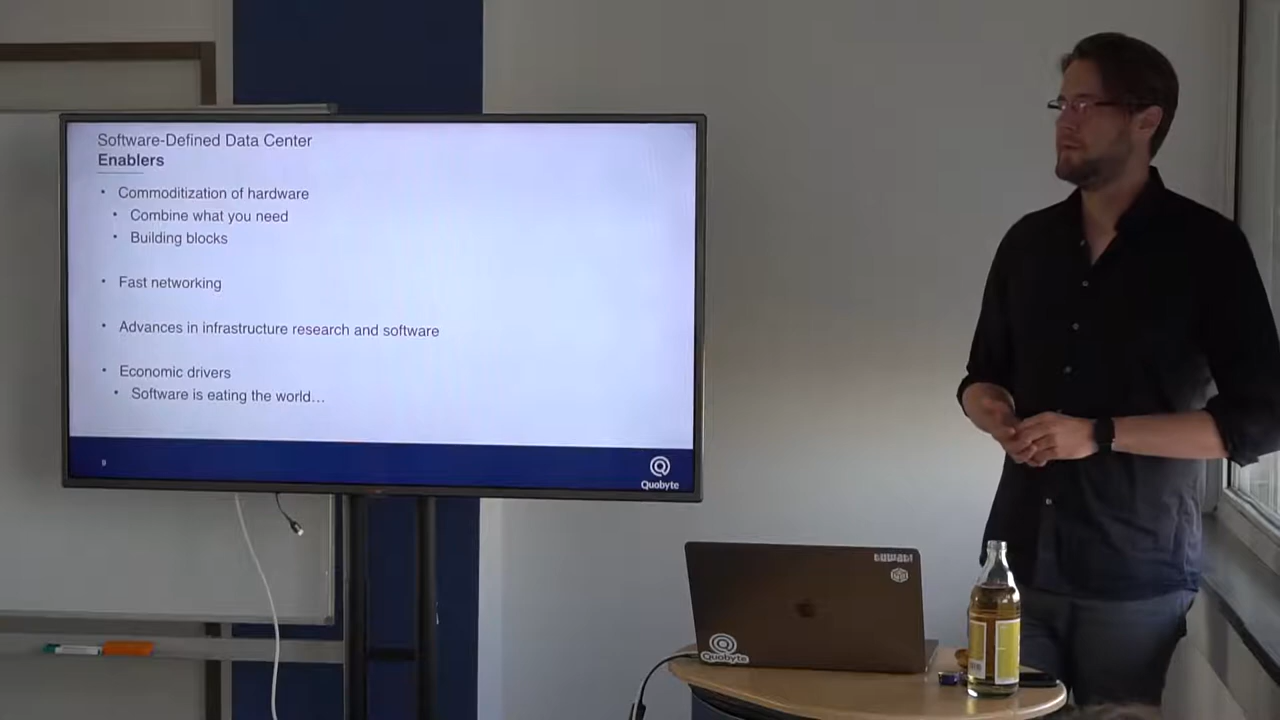 Software-Defined Data Center
Enablers
• Commoditization of hardware
• Combine what you need
• Building blocks
• Fast networking
• Advances in infrastructure research and software
• Economic drivers
• Software is eating the world…
9
Quobyte
Quobyte